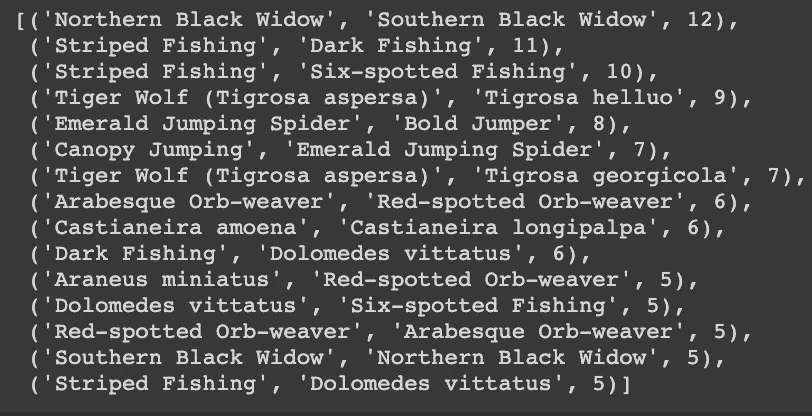 [('Northern Black Widow', 'Southern Black Widow', 12),
('Striped Fishing', 'Dark Fishing', 11),
('Striped Fishing', 'Six-spotted Fishing', 10),
('Tiger Wolf (Tigrosa aspersa)', 'Tigrosa helluo', 9),
('Emerald Jumping Spider', 'Bold Jumper', 8),
('Canopy Jumping', 'Emerald Jumping Spider', 7),
('Tiger Wolf (Tigrosa aspersa)', 'Tigrosa georgicola', 7),
('Arabesque Orb-weaver', 'Red-spotted Orb-weaver', 6),
('Castianeira amoena', 'Castianeira longipalpa', 6),
('Dark Fishing', 'Dolomedes vittatus', 6),
('Araneus miniatus', 'Red-spotted Orb-weaver', 5),
('Dolomedes vittatus', 'Six-spotted Fishing', 5),
('Red-spotted Orb-weaver', 'Arabesque Orb-weaver', 5),
('Southern Black Widow', 'Northern Black Widow', 5),
('Striped Fishing', 'Dolomedes vittatus', 5)]